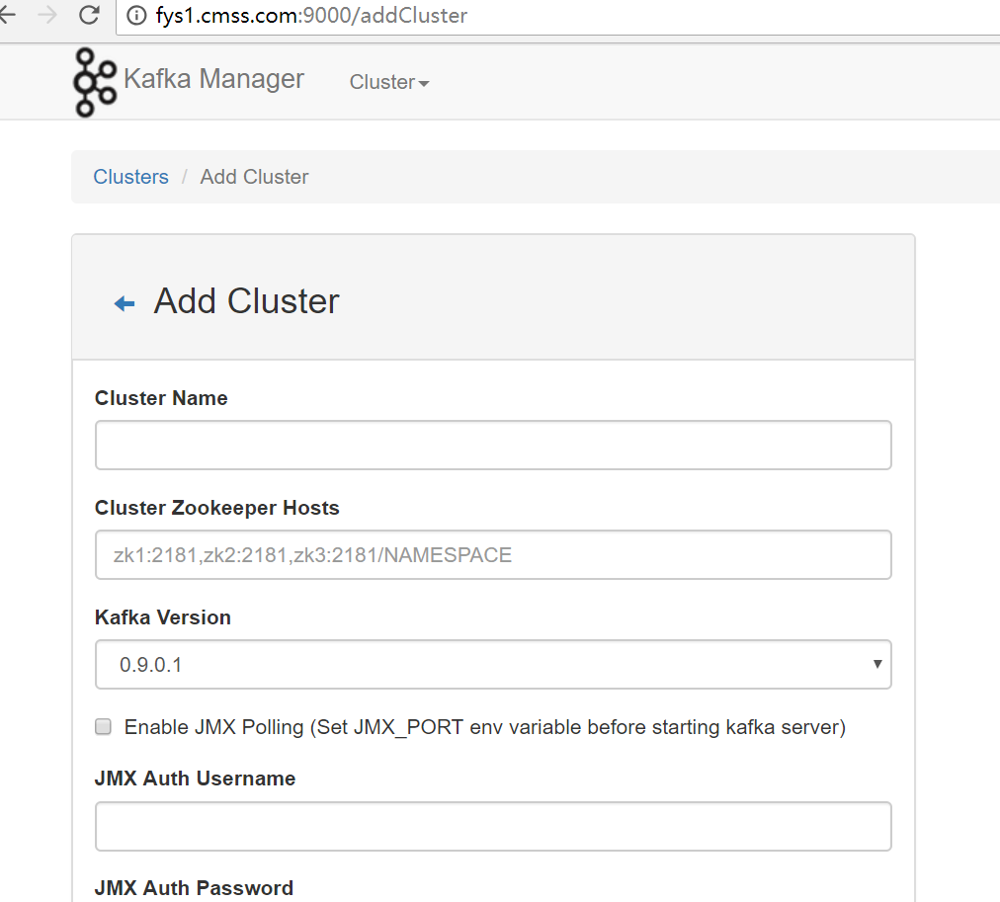 fys1.cmss.com:9000/addCluster
Kafka Manager Cluster
Clusters / Add Cluster
Add Cluster
Cluster Name
Cluster Zookeeper Hosts
zk1:2181,zk2:2181,zk3:2181/NAMESPACE
Kafka Version
0.9.0.1
Enable JMX Polling (Set JMX_PORT env variable before starting kafka server)
JMX Auth Username
JMX Auth Password